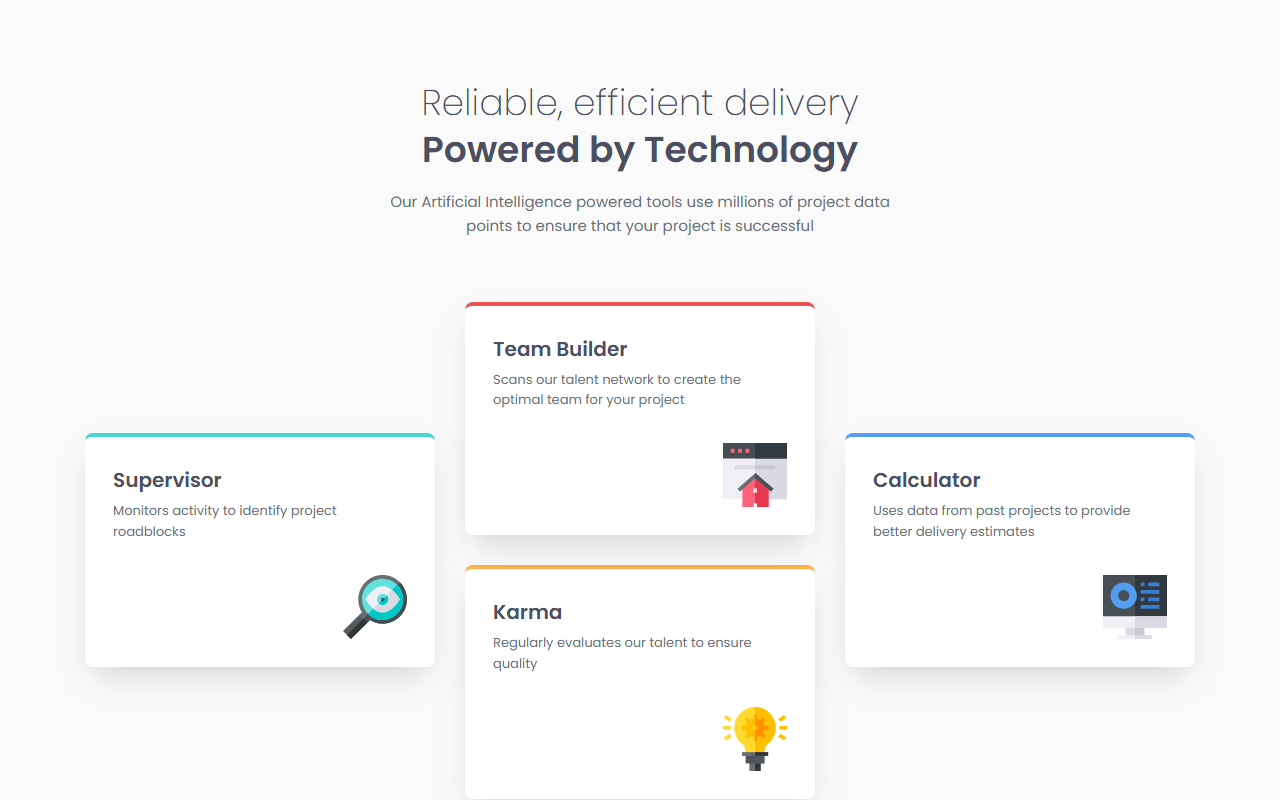 Reliable, efficient delivery
Powered by Technology
Our Artificial Intelligence powered tools use millions of project data
points to ensure that your project is successful
Supervisor
Monitors activity to identify project
roadblocks
Team Builder
Scans our talent network to create the
optimal team for your project
Karma
Regularly evaluates our talent to ensure
quality
Calculator
Uses data from past projects to provide
better delivery estimates